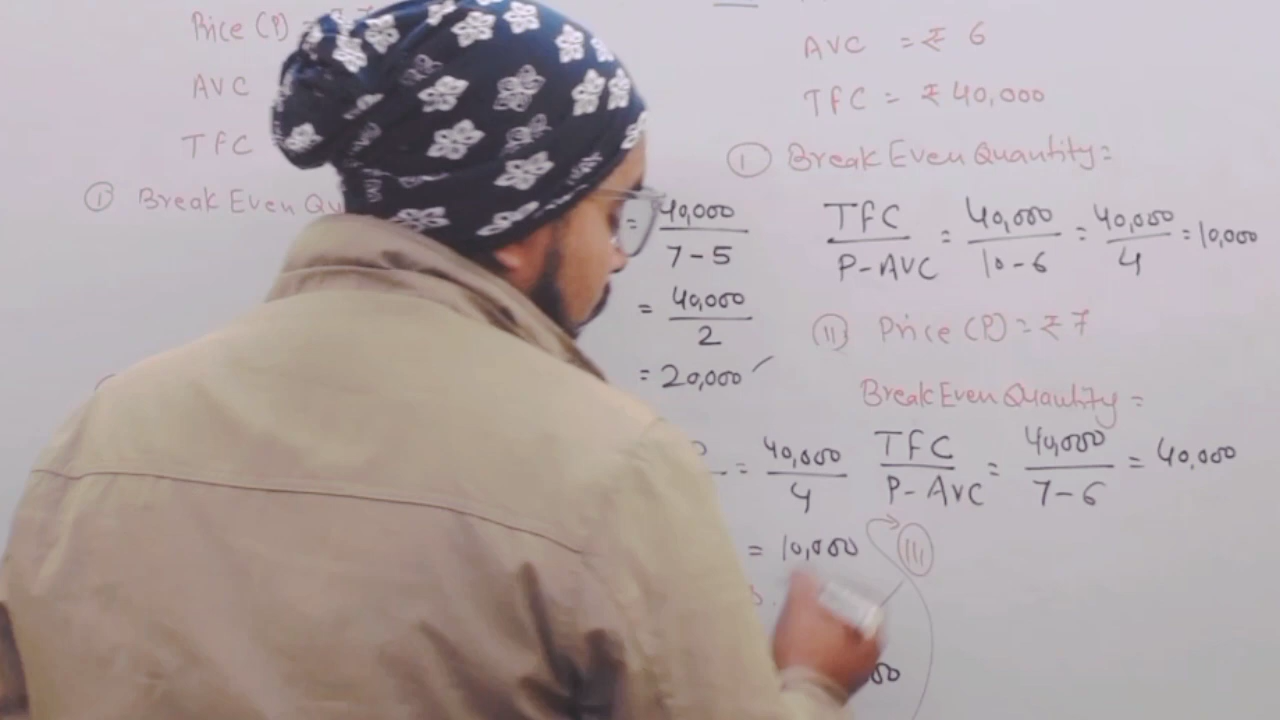 Price (P) =
AVC
TFC
① Break Even Qu
= 40,000 / 7-5
= 40,000 / 2
= 20,000
= 40,000 / 4
= 10,000
AVC = ₹ 6
TFC = ₹ 40,000
Ⓘ Break Even Quantity =
TFC / P-AVC = 40,000 / 10-6 = 40,000 / 4 = 10,000
Ⓘⓘ Price (P) = ₹ 7
Break Even Quantity =
TFC / P-AVC = 40,000 / 7-6 = 40,000
III